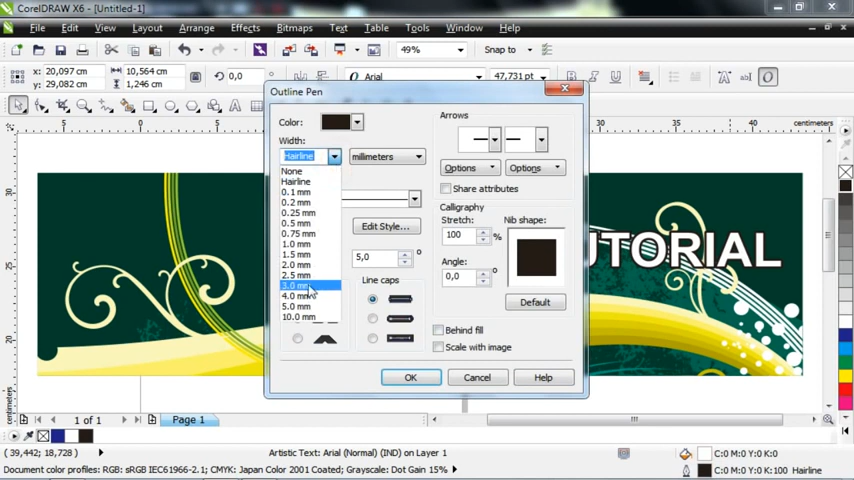 CorelDRAW X6 - [Untitled-1]
File Edit View Layout Arrange Effects Bitmaps Text Table Tools Window Help
49% Snap to
x: 20,097 cm
y: 29,082 cm
10,564 cm
1,246 cm
0,0
Arial
47,731 pt
Outline Pen
Color:
Width:
Hairline
millimeters
None
Hairline
0.1 mm
0.2 mm
0.25 mm
0.5 mm
0.75 mm
1.0 mm
1.5 mm
2.0 mm
2.5 mm
3.0 mm
4.0 mm
5.0 mm
10.0 mm
Edit Style...
5,0 °
Line caps
Arrows
Options Options
Share attributes
Calligraphy
Stretch:
100 %
Angle:
0,0 °
Nib shape:
Default
Behind fill
Scale with image
OK Cancel Help
5 0 30 35 centimeters
25
20
centimeters
UTORIAL
1 of 1 Page 1
( 39,442; 18,728 )
Artistic Text: Arial (Normal) (IND) on Layer 1
C:0 M:0 Y:0 K:0
Document color profiles: RGB: sRGB IEC61966-2.1; CMYK: Japan Color 2001 Coated; Grayscale: Dot Gain 15%
C:0 M:0 Y:0 K:100 Hairline